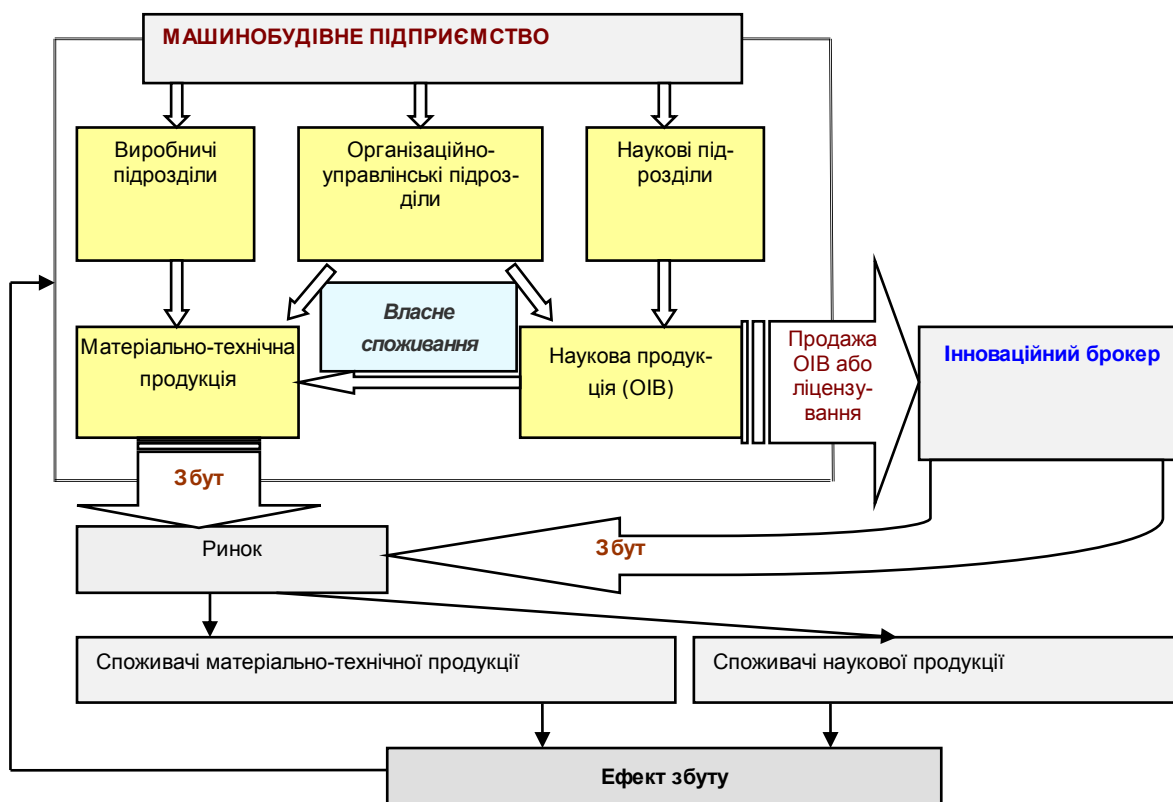 МАШИНОБУДІВНЕ ПІДПРИЄМСТВО
Виробничі
підрозділи
Організаційно-
управлінські підроз-
діли
Наукові під-
розділи
Власне
споживання
Матеріально-технічна
продукція
Наукова продук-
ція (ОІВ)
Продажа
ОІВ або
ліцензу-
вання
Інноваційний брокер
Збут
Збут
Ринок
Споживачі матеріально-технічної продукції
Споживачі наукової продукції
Ефект збуту